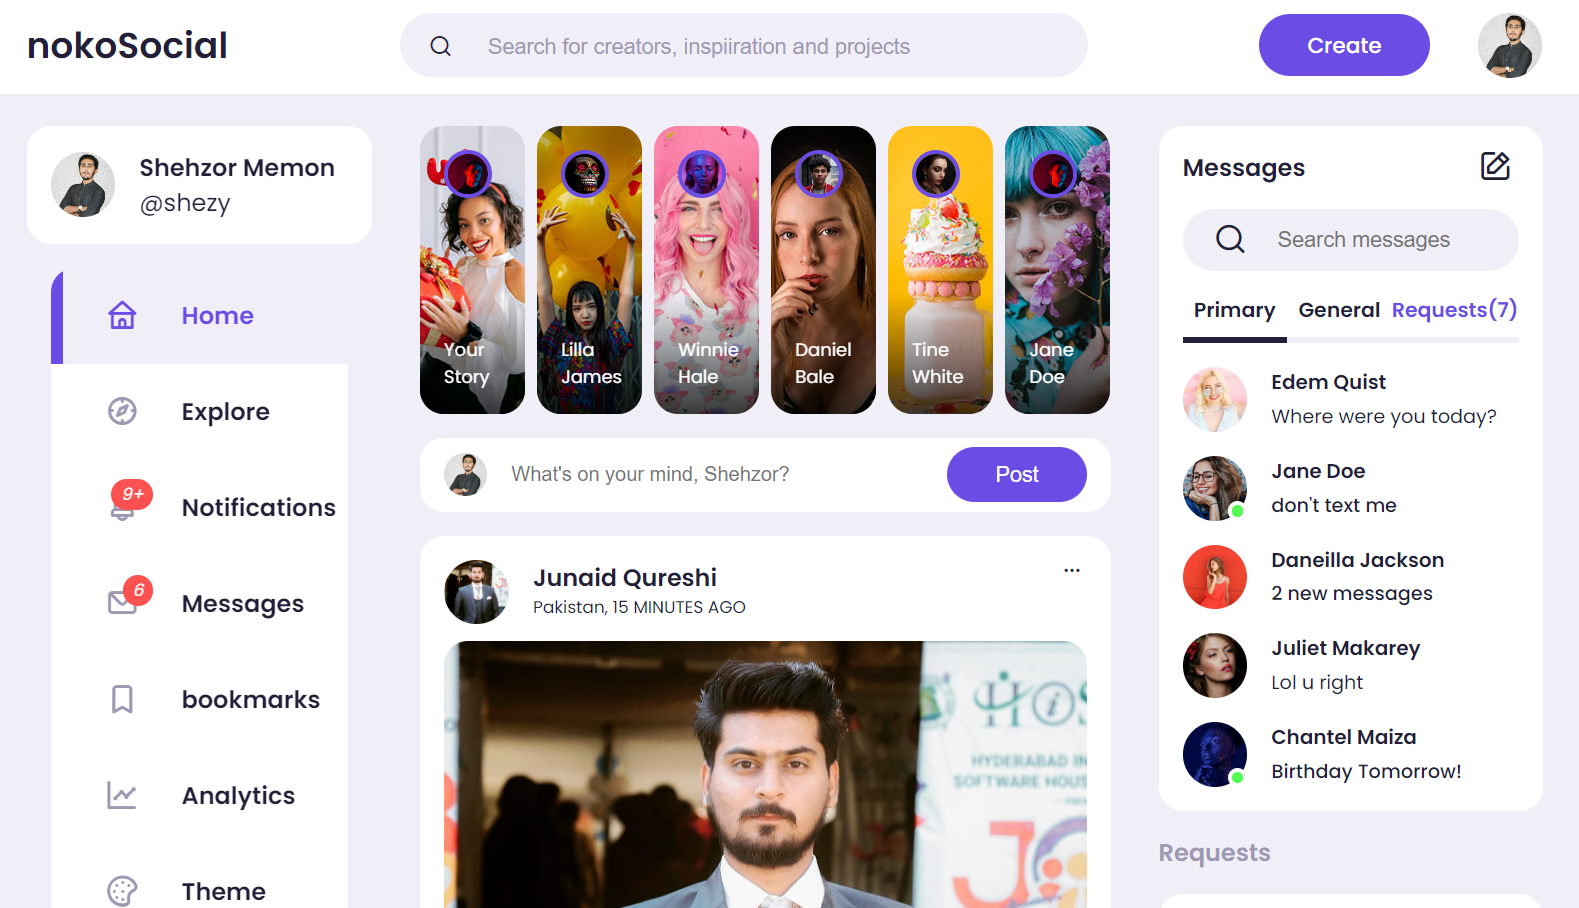 nokoSocial
Search for creators, inspiiration and projects
Create
Shehzor Memon
@shezy
Home
Explore
9+
Notifications
6
Messages
bookmarks
Analytics
Theme
Your
Story
Lilla
James
Winnie
Hale
Daniel
Bale
Tine
White
Jane
Doe
What's on your mind, Shehzor?
Post
Junaid Qureshi
Pakistan, 15 MINUTES AGO
HYDERABAD IN
SOFTWARE HOUS
Messages
Search messages
Primary General Requests(7)
Edem Quist
Where were you today?
Jane Doe
don't text me
Daneilla Jackson
2 new messages
Juliet Makarey
Lol u right
Chantel Maiza
Birthday Tomorrow!
Requests